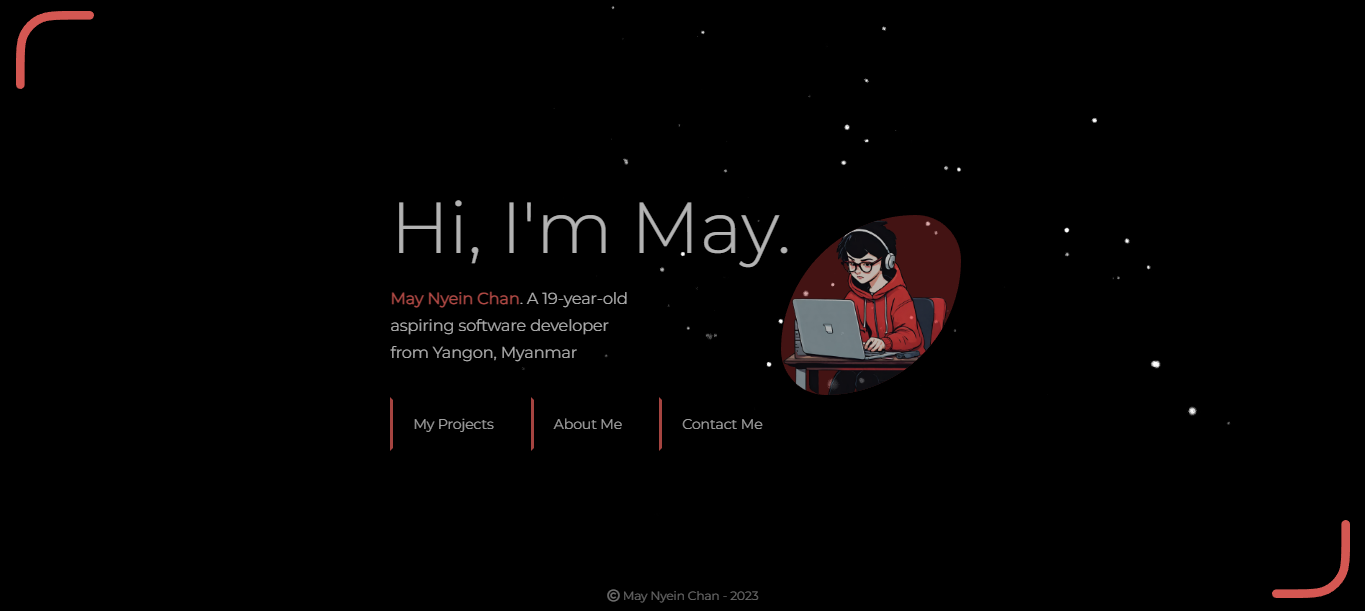 Hi, I'm May.
May Nyein Chan. A 19-year-old
aspiring software developer
from Yangon, Myanmar
My Projects
About Me
Contact Me
© May Nyein Chan - 2023